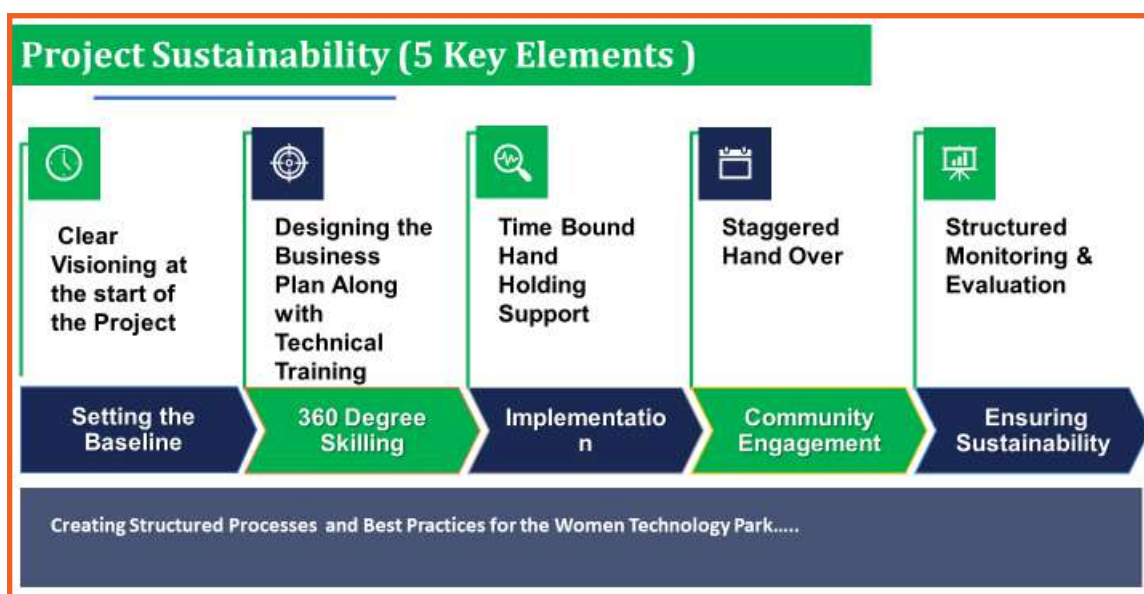 Project Sustainability (5 Key Elements )
Clear
Visioning at
the start of
the Project
Designing the
Business
Plan Along
with
Technical
Training
Time Bound
Hand
Holding
Support
Staggered
Hand Over
Structured
Monitoring &
Evaluation
Setting the
Baseline
360 Degree
Skilling
Implementatio
n
Community
Engagement
Ensuring
Sustainability
Creating Structured Processes and Best Practices for the Women Technology Park.....